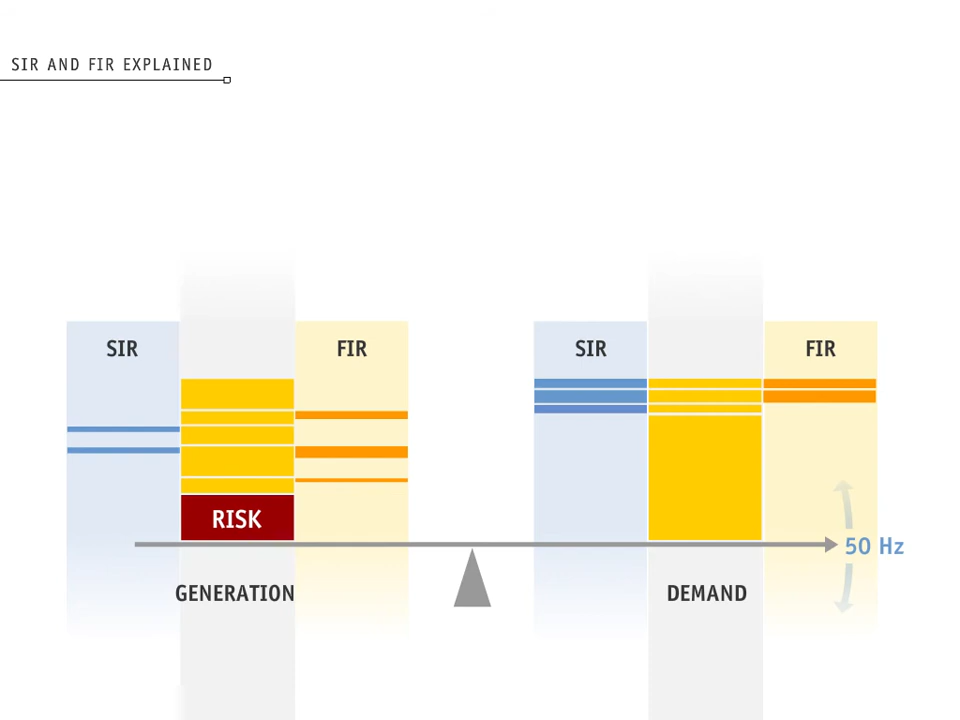 SIR AND FIR EXPLAINED
SIR
FIR
SIR
FIR
RISK
50 Hz
GENERATION
DEMAND